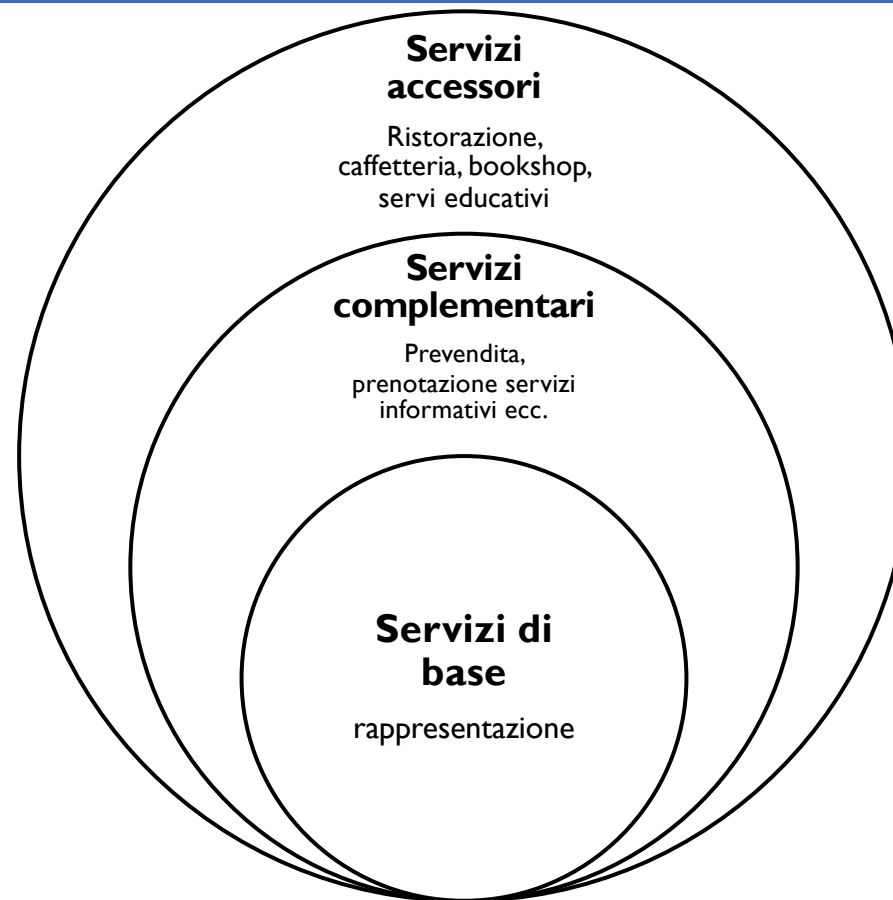 Servizi
accessori
Ristorazione,
caffetteria, bookshop,
servi educativi
Servizi
complementari
Prevendita,
prenotazione servizi
informativi ecc.
Servizi di
base
rappresentazione